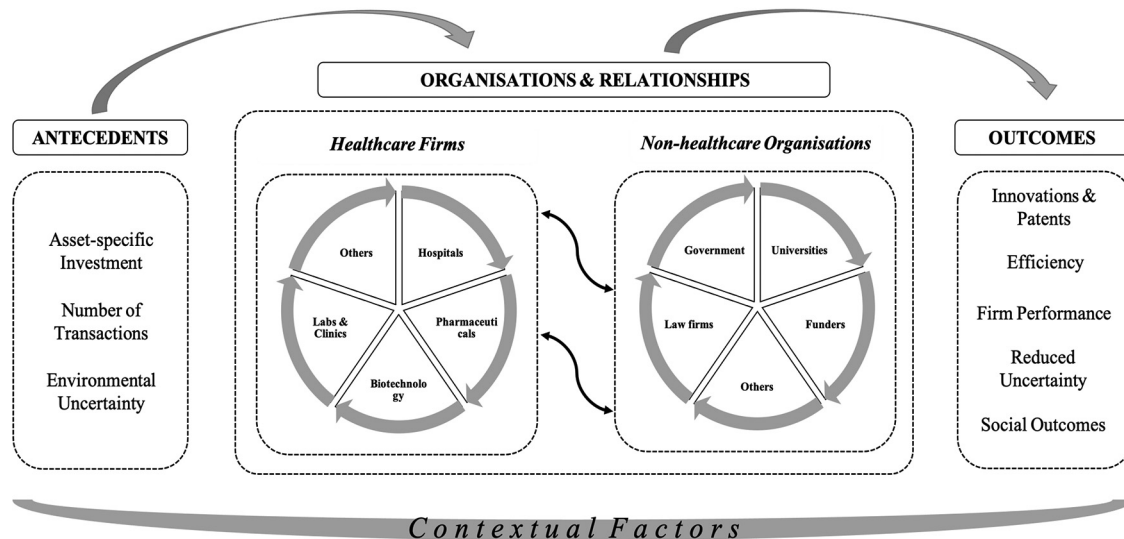 ORGANISATIONS & RELATIONSHIPS
ANTECEDENTS
Asset-specific
Investment
Number of
Transactions
Environmental
Uncertainty
Healthcare Firms
Others
Hospitals
Labs &
Clinics
Pharmaceuti
cals
Biotechnolo
gy
Non-healthcare Organisations
Government
Universities
Law firms
Funders
Others
OUTCOMES
Innovations &
Patents
Efficiency
Firm Performance
Reduced
Uncertainty
Social Outcomes
Contextual Factors